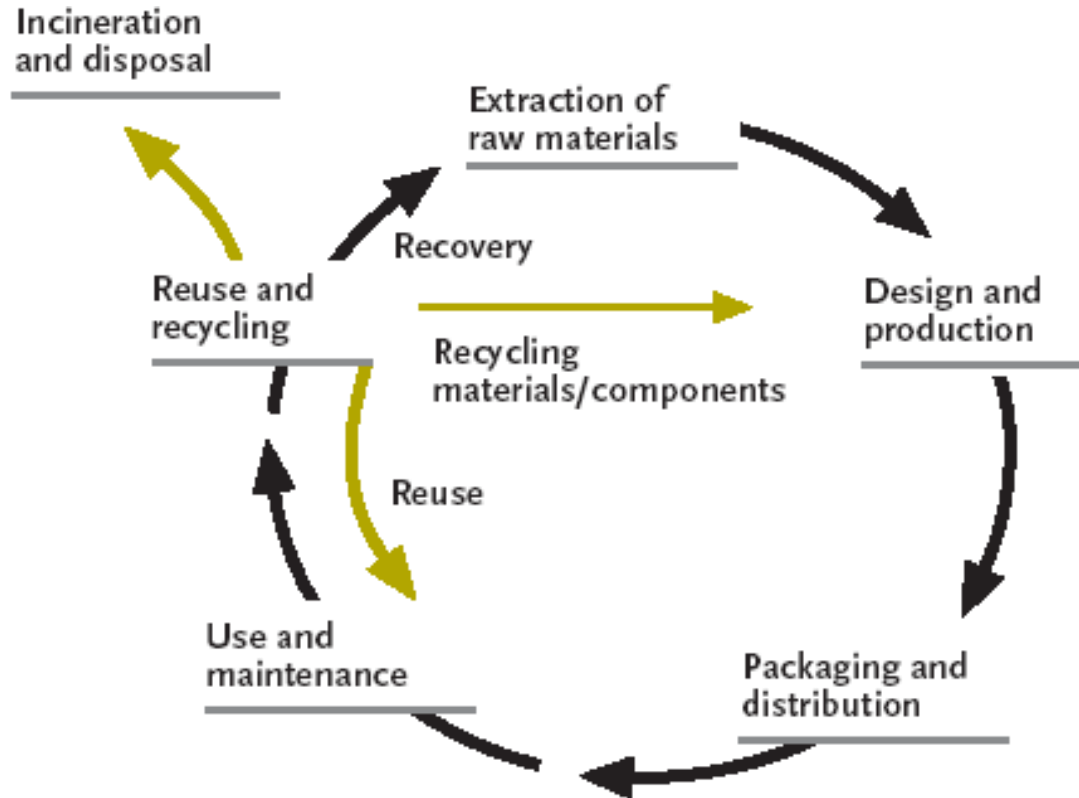 Incineration
and disposal
Extraction of
raw materials
Recovery
Reuse and
recycling
Design and
production
Recycling
materials/components
Reuse
Use and
maintenance
Packaging and
distribution